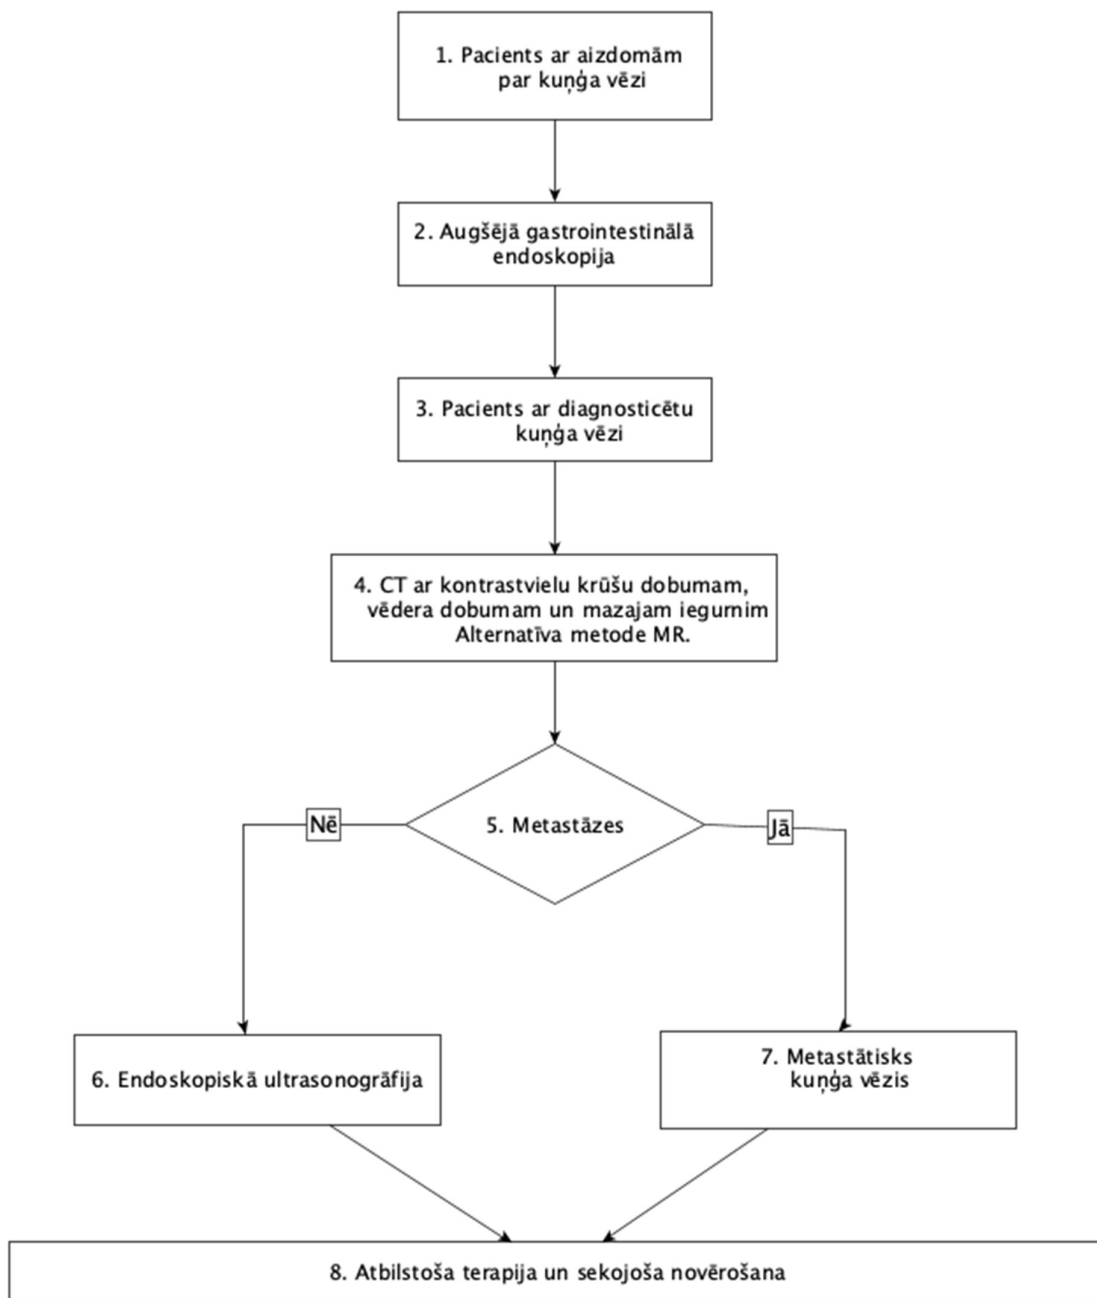 1. Pacients ar aizdomām
par kuņģa vēzi
2. Augšējā gastrointestinālā
endoskopija
3. Pacients ar diagnosticētu
kuņģa vēzi
4. CT ar kontrastvielu krūšu dobumam,
vēdera dobumam un mazajam iegurnim
Alternatīva metode MR.
5. Metastāzes
Nē
Jā
6. Endoskopiskā ultrasonogrāfija
7. Metastātisks
kuņģa vēzis
8. Atbilstoša terapija un sekojoša novērošana